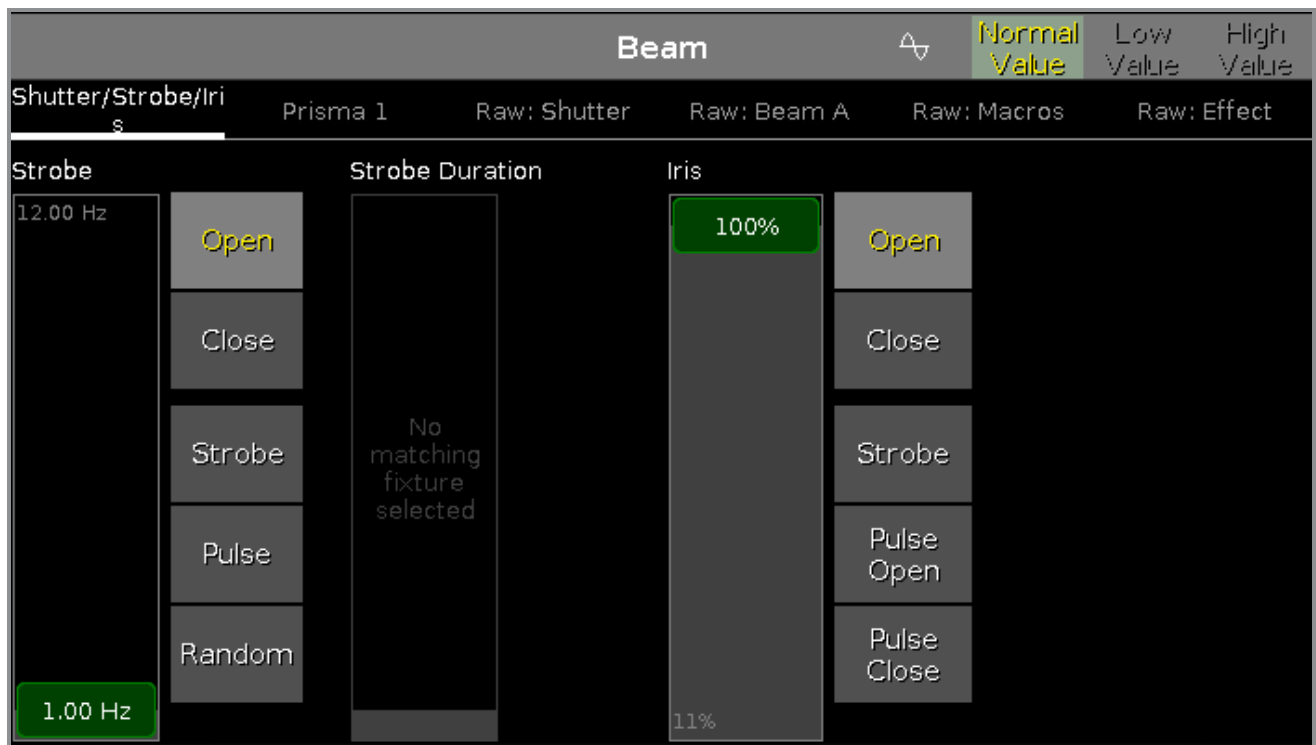 Beam
Normal
Value
Low
Value
High
Value
Shutter/Strobe/Iri
s
Prisma 1
Raw: Shutter
Raw: Beam A
Raw: Macros
Raw: Effect
Strobe
Strobe Duration
Iris
12.00 Hz
Open
Close
Strobe
Pulse
Random
1.00 Hz
No
matching
fixture
selected
100%
11%
Open
Close
Strobe
Pulse
Open
Pulse
Close